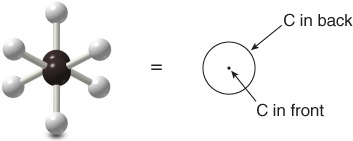 C in back
=
C in front